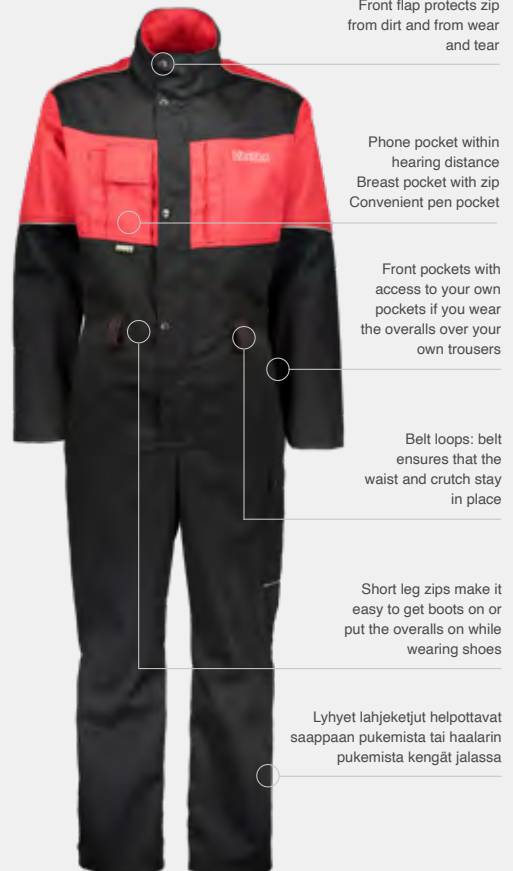 Front flap protects zip
from dirt and from wear
and tear
Phone pocket within
hearing distance
Breast pocket with zip
Convenient pen pocket
Front pockets with
access to your own
pockets if you wear
the overalls over your
own trousers
Belt loops: belt
ensures that the
waist and crutch stay
in place
Short leg zips make it
easy to get boots on or
put the overalls on while
wearing shoes
Lyhyet lahjeketjut helpottavat
saappaan pukemista tai haalarin
pukemista kengät jalassa